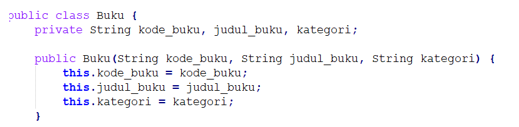 public class Buku {
    private String kode_buku, judul_buku, kategori;
    public Buku(String kode_buku, String judul_buku, String kategori) {
        this.kode_buku = kode_buku;
        this.judul_buku = judul_buku;
        this.kategori = kategori;
    }